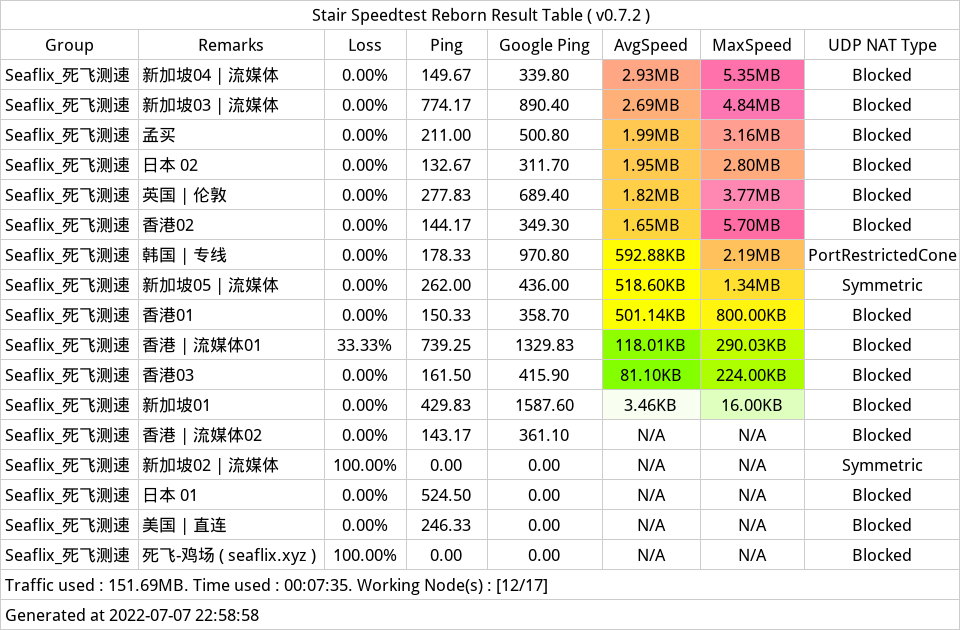 Stair Speedtest Reborn Result Table ( v0.7.2 )
Group Remarks Loss Ping Google Ping AvgSpeed MaxSpeed UDP NAT Type
Seaflix_死飞测速 新加坡04 | 流媒体 0.00% 149.67 339.80 2.93MB 5.35MB Blocked
Seaflix_死飞测速 新加坡03 | 流媒体 0.00% 774.17 890.40 2.69MB 4.84MB Blocked
Seaflix_死飞测速 孟买 0.00% 211.00 500.80 1.99MB 3.16MB Blocked
Seaflix_死飞测速 日本 02 0.00% 132.67 311.70 1.95MB 2.80MB Blocked
Seaflix_死飞测速 英国 | 伦敦 0.00% 277.83 689.40 1.82MB 3.77MB Blocked
Seaflix_死飞测速 香港02 0.00% 144.17 349.30 1.65MB 5.70MB Blocked
Seaflix_死飞测速 韩国 | 专线 0.00% 178.33 970.80 592.88KB 2.19MB PortRestrictedCone
Seaflix_死飞测速 新加坡05 | 流媒体 0.00% 262.00 436.00 518.60KB 1.34MB Symmetric
Seaflix_死飞测速 香港01 0.00% 150.33 358.70 501.14KB 800.00KB Blocked
Seaflix_死飞测速 香港 | 流媒体01 33.33% 739.25 1329.83 118.01KB 290.03KB Blocked
Seaflix_死飞测速 香港03 0.00% 161.50 415.90 81.10KB 224.00KB Blocked
Seaflix_死飞测速 新加坡01 0.00% 429.83 1587.60 3.46KB 16.00KB Blocked
Seaflix_死飞测速 香港 | 流媒体02 0.00% 143.17 361.10 N/A N/A Blocked
Seaflix_死飞测速 新加坡02 | 流媒体 100.00% 0.00 0.00 N/A N/A Symmetric
Seaflix_死飞测速 日本 01 0.00% 524.50 0.00 N/A N/A Blocked
Seaflix_死飞测速 美国 | 直连 0.00% 246.33 0.00 N/A N/A Blocked
Seaflix_死飞测速 死飞-鸡场 ( seaflix.xyz ) 100.00% 0.00 0.00 N/A N/A Blocked
Traffic used : 151.69MB. Time used : 00:07:35. Working Node(s) : [12/17]
Generated at 2022-07-07 22:58:58